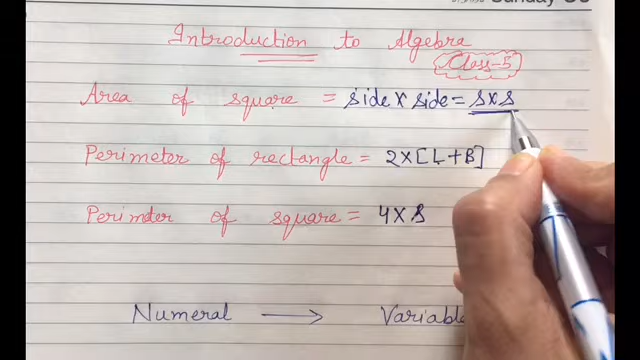 Sunday
Introduction to Algebra
Class-5
Area of square = side × side = s×s
Perimeter of rectangle = 2×[L+B]
Perimeter of square = 4×s
Numeral → Variable